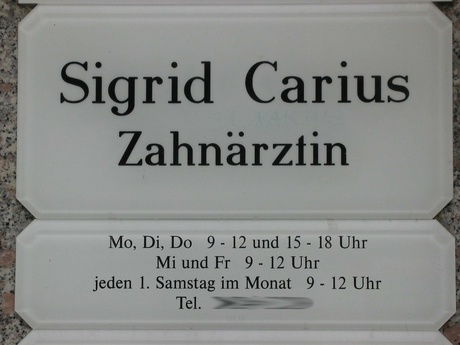 Sigrid Carius
Zahnärztin
Mo, Di, Do 9 - 12 und 15 - 18 Uhr
Mi und Fr 9 - 12 Uhr
jeden 1. Samstag im Monat 9 - 12 Uhr
Tel.